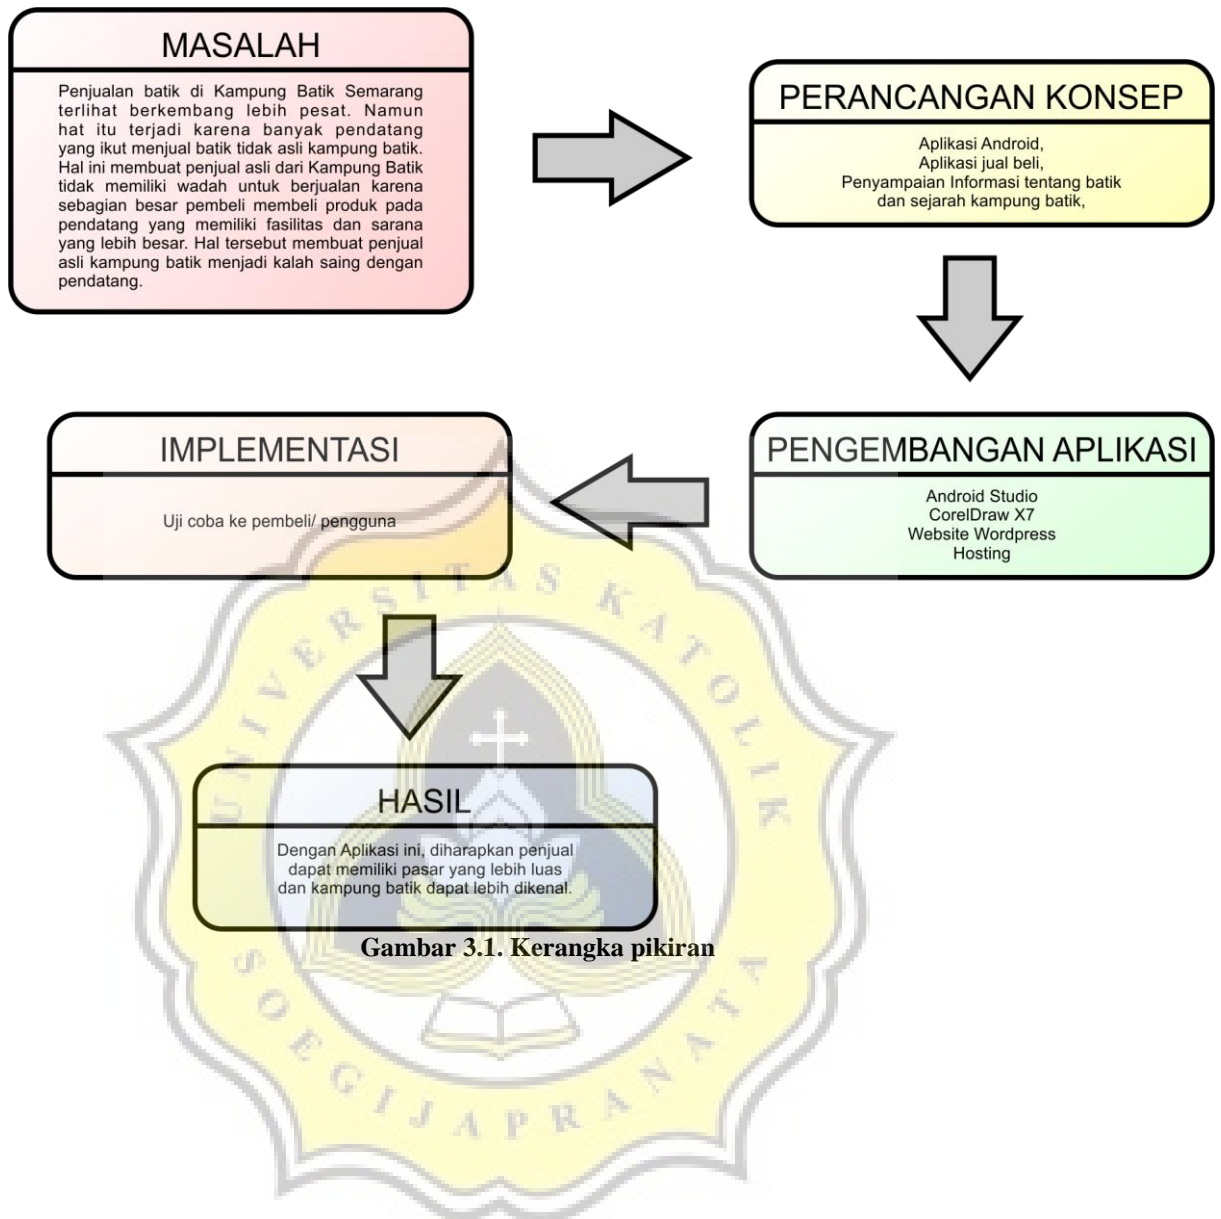 MASALAH
Penjualan batik di Kampung Batik Semarang
terlihat berkembang lebih pesat. Namun
hat itu terjadi karena banyak pendatang
yang ikut menjual batik tidak asli kampung batik.
Hal ini membuat penjual asli dari Kampung Batik
tidak memiliki wadah untuk berjualan karena
sebagian besar pembeli membeli produk pada
pendatang yang memiliki fasilitas dan sarana
yang lebih besar. Hal tersebut membuat penjual
asli kampung batik menjadi kalah saing dengan
pendatang.
PERANCANGAN KONSEP
Aplikasi Android,
Aplikasi jual beli,
Penyampaian Informasi tentang batik
dan sejarah kampung batik,
PENGEMBANGAN APLIKASI
Android Studio
CorelDraw X7
Website Wordpress
Hosting
IMPLEMENTASI
Uji coba ke pembeli/ pengguna
HASIL
Dengan Aplikasi ini, diharapkan penjual
dapat memiliki pasar yang lebih luas
dan kampung batik dapat lebih dikenal.
Gambar 3.1. Kerangka pikiran
UNIVERSITAS KATOLIK
SOEGIJAPRANATA